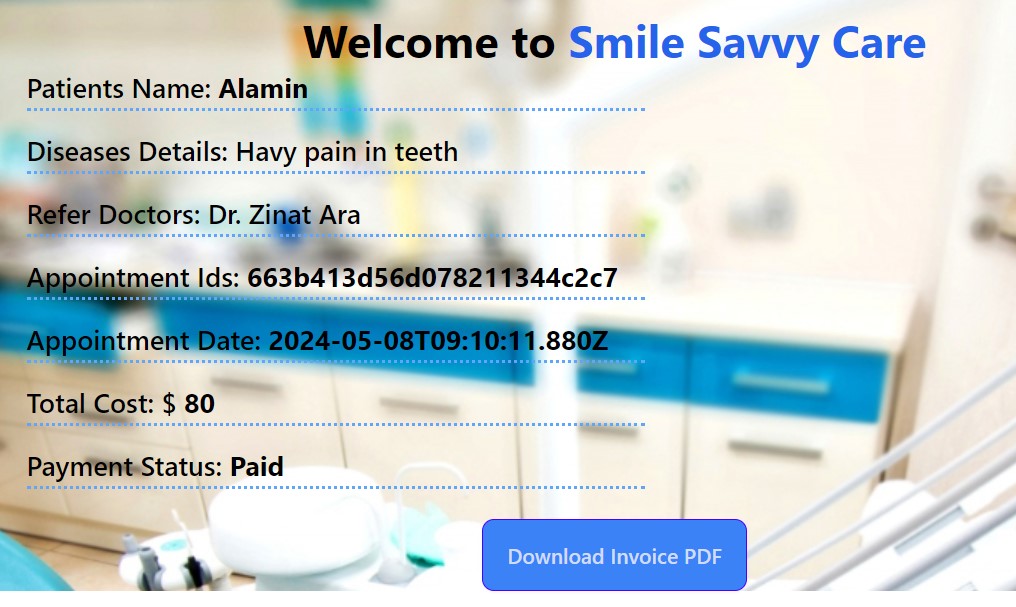 Welcome to Smile Savvy Care
Patients Name: Alamin
Diseases Details: Havy pain in teeth
Refer Doctors: Dr. Zinat Ara
Appointment Ids: 663b413d56d078211344c2c7
Appointment Date: 2024-05-08T09:10:11.880Z
Total Cost: $ 80
Payment Status: Paid
Download Invoice PDF